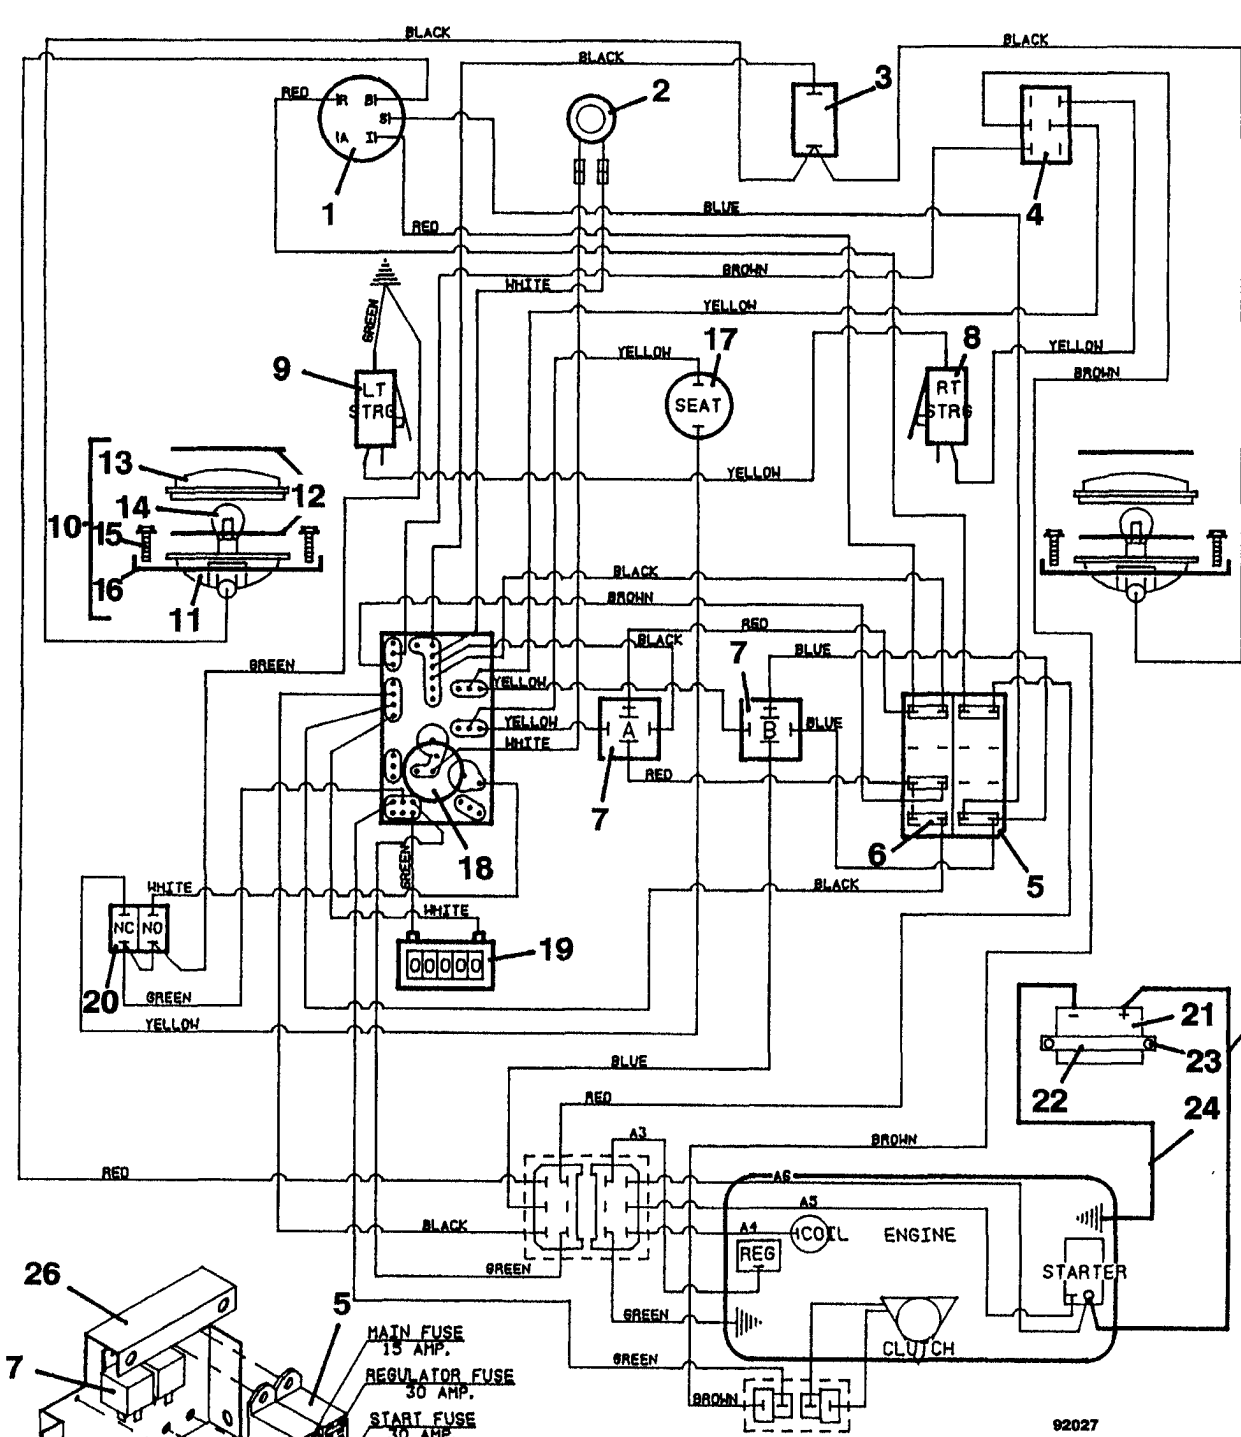 BLACK
BLACK
BLACK
RED
R
B
S
A
I
1
2
3
4
BLUE
RED
BROWN
WHITE
YELLOW
GREEN
17
YELLOW
8
YELLOW
BROWN
9
LT
STRG
SEAT
RT
STRG
YELLOW
13
12
14
10
15
16
11
BLACK
BROWN
RED
BLACK
7
BLUE
GREEN
YELLOW
YELLOW
WHITE
A
B
BLUE
RED
7
18
6
5
GREEN
BLACK
WHITE
WHITE
NC
NO
19
00000
20
GREEN
YELLOW
-
+
21
22
23
24
BLUE
RED
A3
BROWN
RED
A6
A5
A4
BLACK
COIL
ENGINE
REG
GREEN
STARTER
GREEN
CLUTCH
GREEN
BROWN
26
5
7
MAIN FUSE
15 AMP.
REGULATOR FUSE
30 AMP.
START FUSE
30 AMP
92027